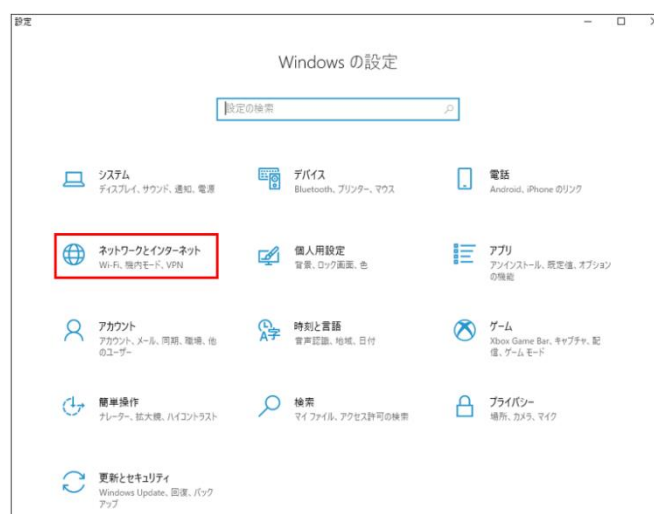 設定
Windows の設定
設定の検索
システム
ディスプレイ、サウンド、通知、電源
デバイス
Bluetooth、プリンター、マウス
電話
Android、iPhone のリンク
ネットワークとインターネット
Wi-Fi、機内モード、VPN
個人用設定
背景、ロック画面、色
アプリ
アンインストール、既定値、オプション
の機能
アカウント
アカウント、メール、同期、職場、他
のユーザー
時刻と言語
音声認識、地域、日付
ゲーム
Xbox Game Bar、キャプチャ、配
信、ゲーム モード
簡単操作
ナレーター、拡大鏡、ハイコントラスト
検索
マイ ファイル、アクセス許可の検索
プライバシー
場所、カメラ、マイク
更新とセキュリティ
Windows Update、回復、バック
アップ